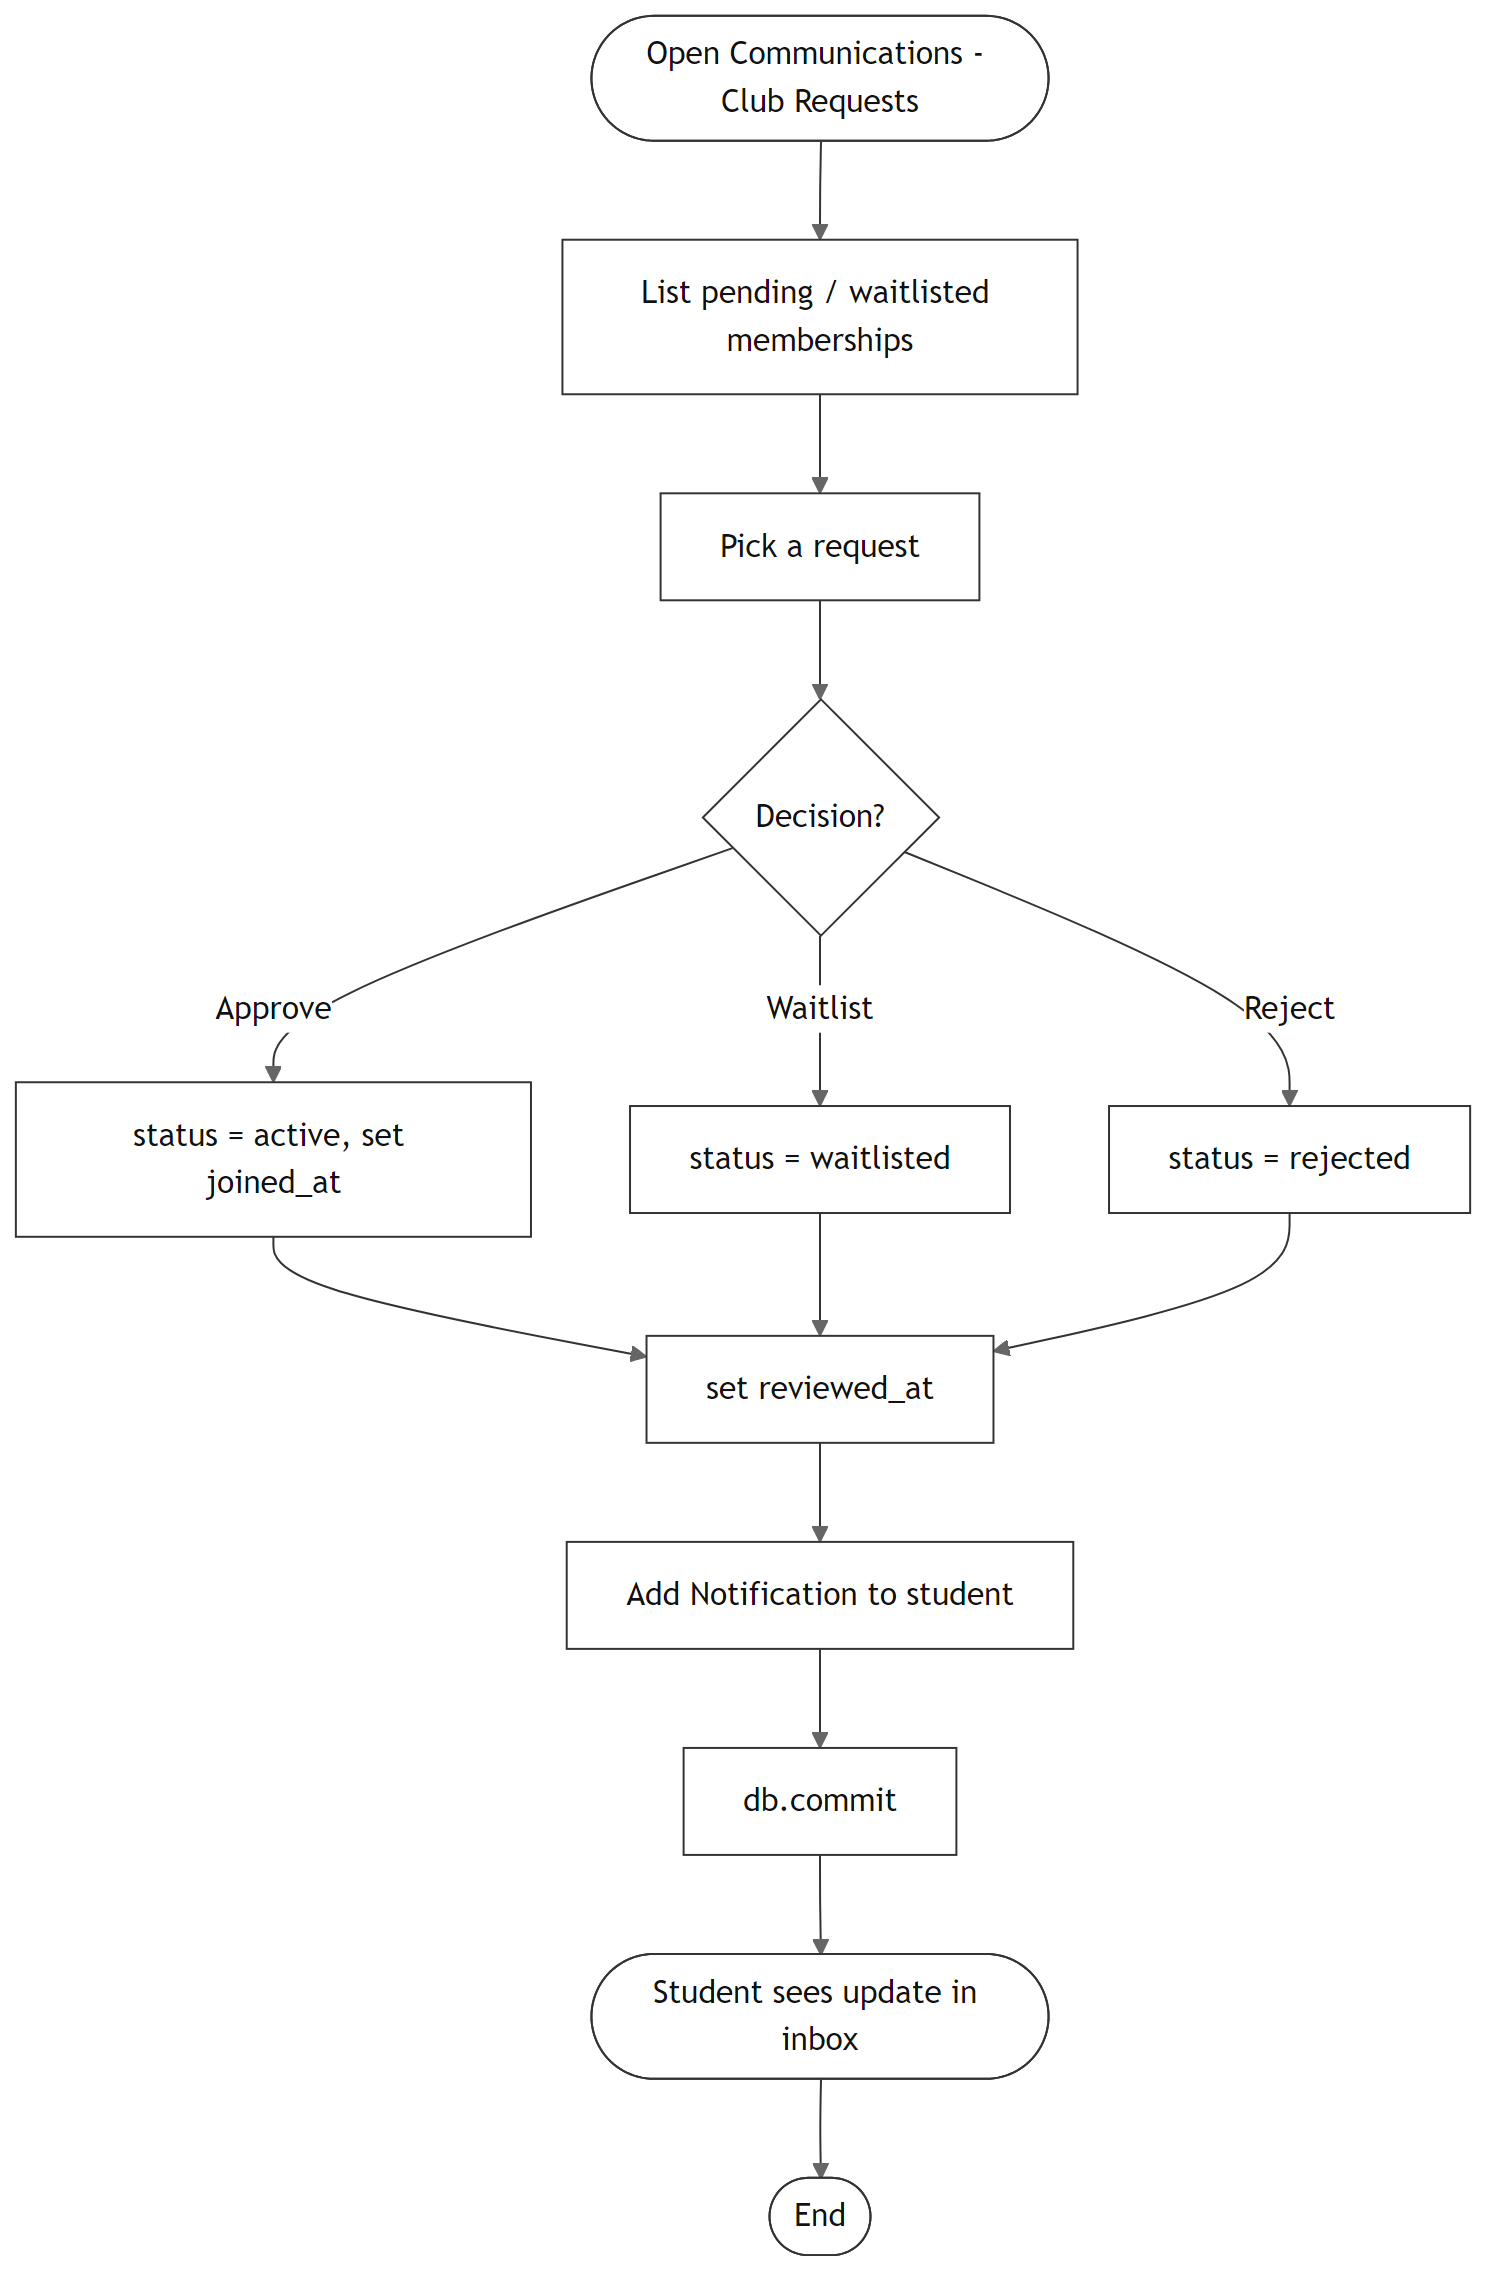 Open Communications -
Club Requests
List pending / waitlisted
memberships
Pick a request
Decision?
Approve
Waitlist
Reject
status = active, set
joined_at
status = waitlisted
status = rejected
set reviewed_at
Add Notification to student
db.commit
Student sees update in
inbox
End